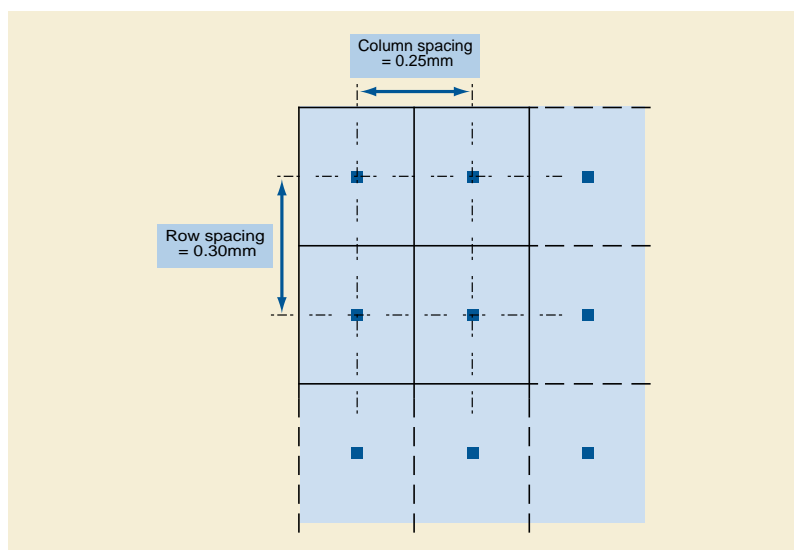 Column spacing
= 0.25mm
Row spacing
= 0.30mm